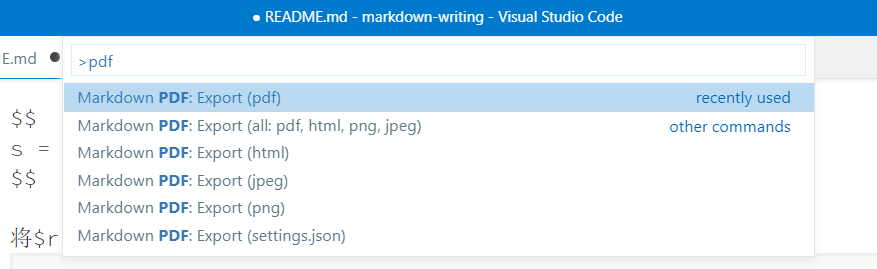 ● README.md - markdown-writing - Visual Studio Code
E.md ●
>pdf
Markdown PDF: Export (pdf) recently used
Markdown PDF: Export (all: pdf, html, png, jpeg) other commands
Markdown PDF: Export (html)
Markdown PDF: Export (jpeg)
Markdown PDF: Export (png)
Markdown PDF: Export (settings.json)
$$
s =
$$
将$r